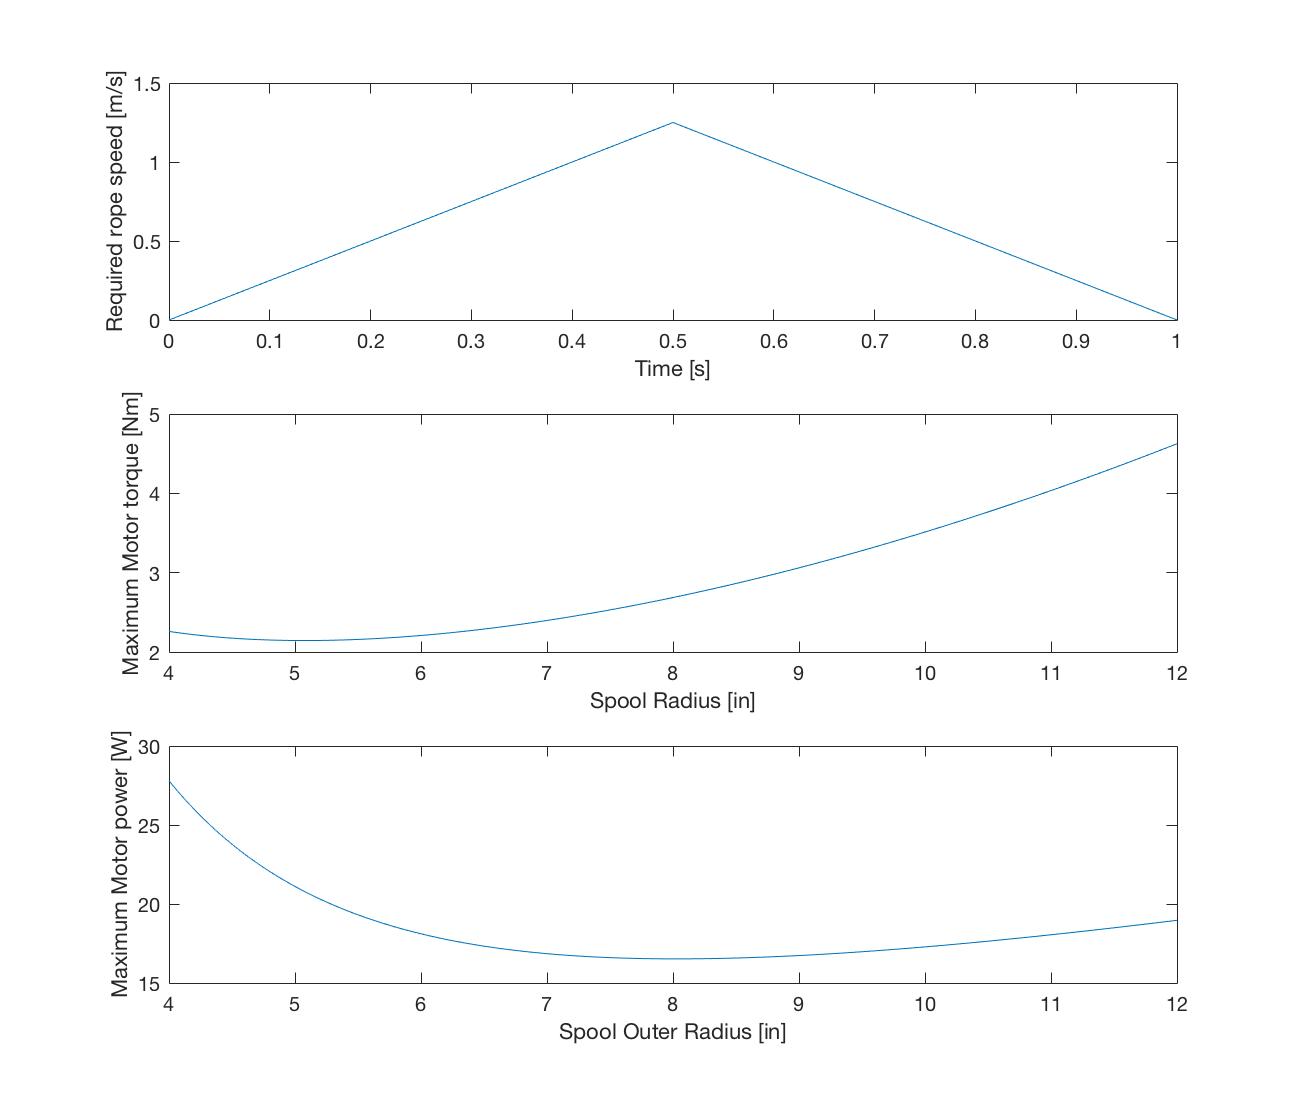 Required rope speed [m/s]
1.5
1
0.5
0
0 0.1 0.2 0.3 0.4 0.5 0.6 0.7 0.8 0.9 1
Time [s]
Maximum Motor torque [Nm]
5
4
3
2
4 5 6 7 8 9 10 11 12
Spool Radius [in]
Maximum Motor power [W]
30
25
20
15
4 5 6 7 8 9 10 11 12
Spool Outer Radius [in]